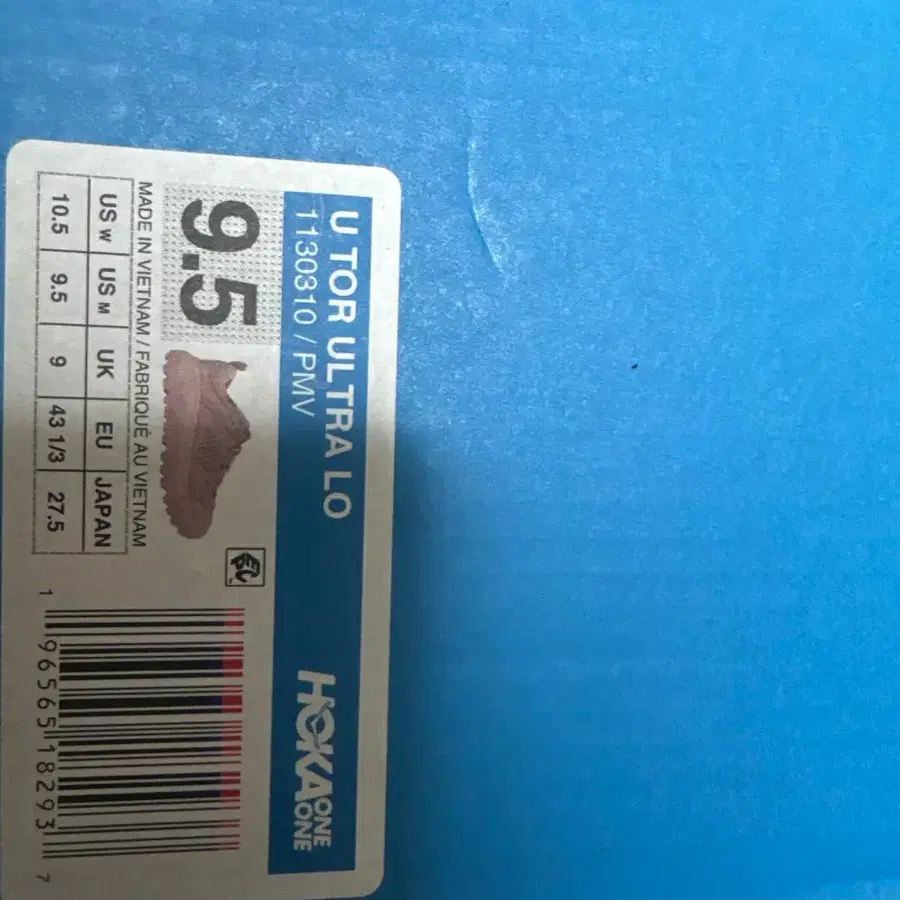 U TOR ULTRA LO
1130310 / PMV
HOKA ONE ONE
9.5
EC
MADE IN VIETNAM / FABRIQUÉ AU VIETNAM
US W US M UK EU JAPAN
10.5 9.5 9 43 1/3 27.5
1 96565 18293 7